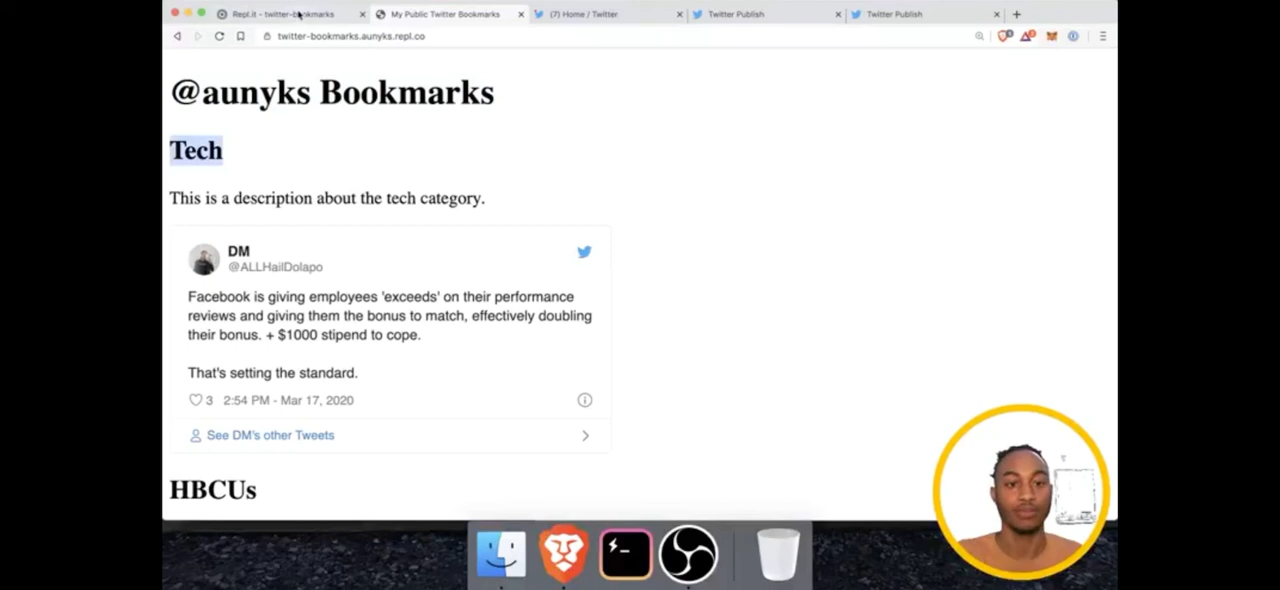 Repl.it - twitter-bookmarks
My Public Twitter Bookmarks
(7) Home / Twitter
Twitter Publish
Twitter Publish
twitter-bookmarks.aunyks.repl.co
@aunyks Bookmarks
Tech
This is a description about the tech category.
DM
@ALLHailDolapo
Facebook is giving employees 'exceeds' on their performance
reviews and giving them the bonus to match, effectively doubling
their bonus. + $1000 stipend to cope.
That's setting the standard.
3 2:54 PM - Mar 17, 2020
See DM's other Tweets
HBCUs